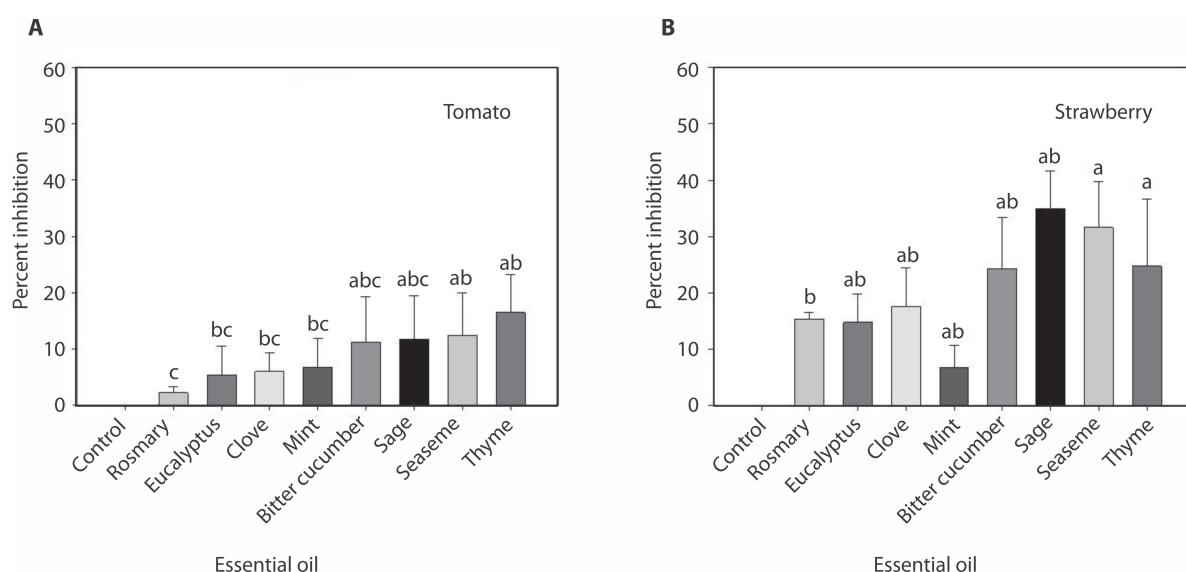 A
Percent inhibition
60
50
40
30
20
10
0
Tomato
c
bc
bc
bc
abc
abc
ab
ab
Control
Rosmary
Eucalyptus
Clove
Mint
Bitter cucumber
Sage
Seaseme
Thyme
Essential oil
B
Percent inhibition
60
50
40
30
20
10
0
Strawberry
b
ab
ab
ab
ab
ab
a
a
Control
Rosmary
Eucalyptus
Clove
Mint
Bitter cucumber
Sage
Seaseme
Thyme
Essential oil